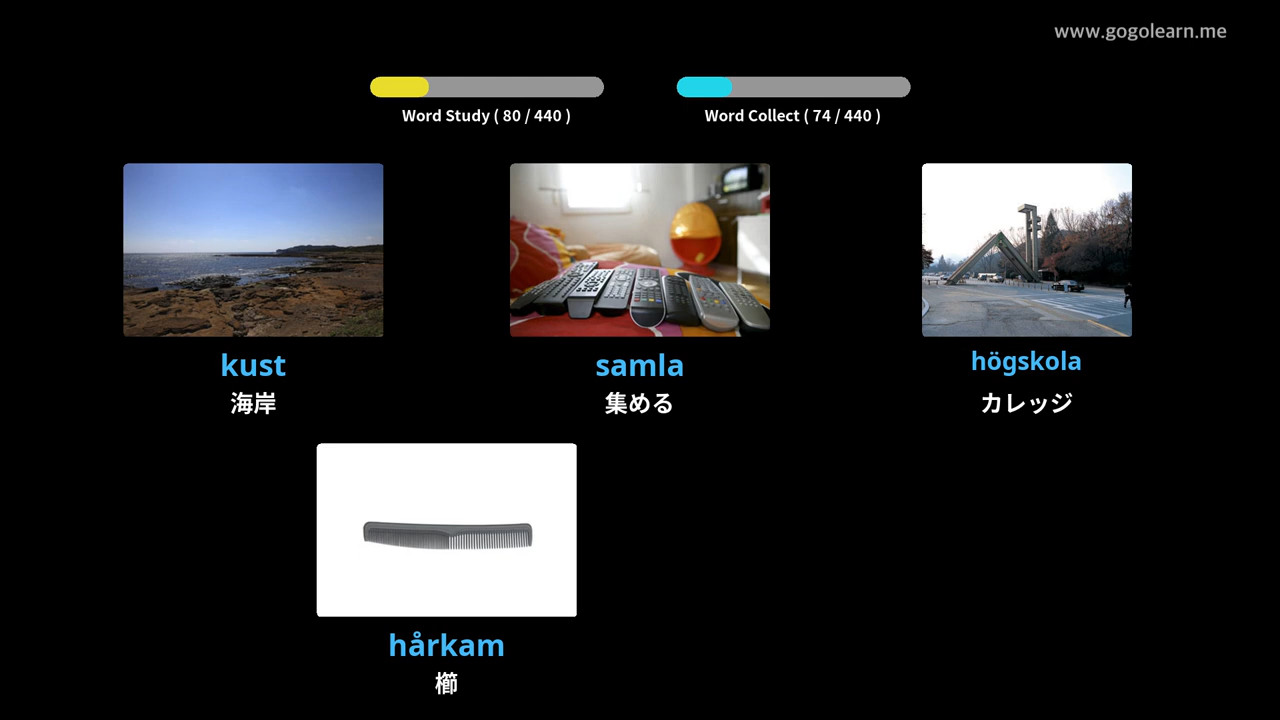 www.gogolearn.me
Word Study ( 80 / 440 )
Word Collect ( 74 / 440 )
kust
海岸
samla
集める
högskola
カレッジ
hårkam
櫛